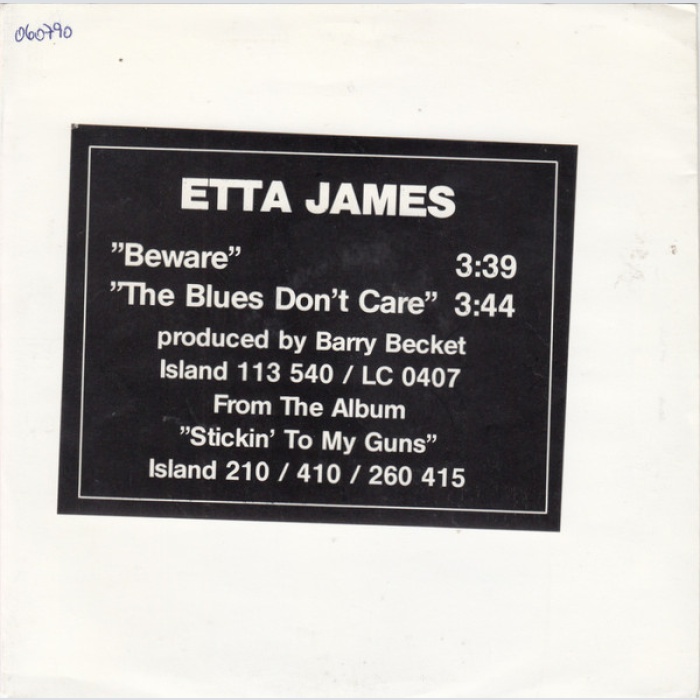 060790
ETTA JAMES
”Beware” 3:39
”The Blues Don't Care” 3:44
produced by Barry Becket
Island 113 540 / LC 0407
From The Album
”Stickin' To My Guns”
Island 210 / 410 / 260 415